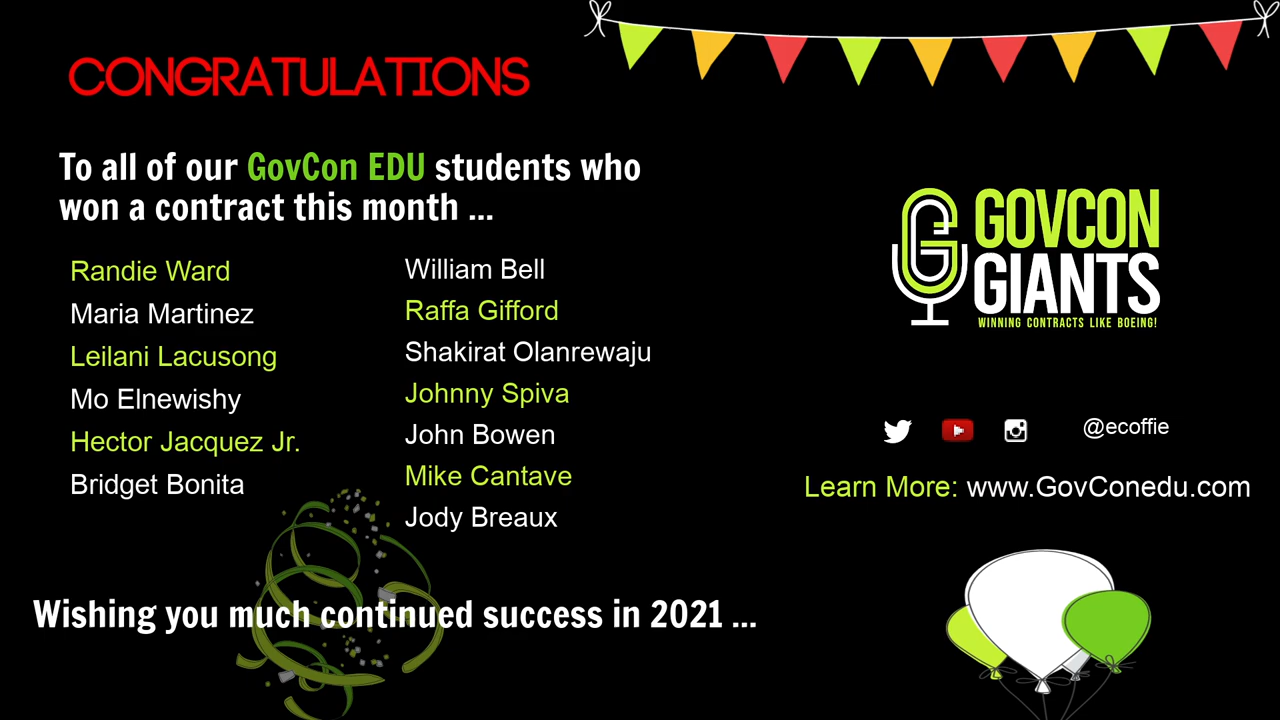 CONGRATULATIONS
To all of our GovCon EDU students who
won a contract this month ...
Randie Ward
Maria Martinez
Leilani Lacusong
Mo Elnewishy
Hector Jacquez Jr.
Bridget Bonita
William Bell
Raffa Gifford
Shakirat Olanrewaju
Johnny Spiva
John Bowen
Mike Cantave
Jody Breaux
Wishing you much continued success in 2021 ...
GOVCON
GIANTS
WINNING CONTRACTS LIKE BOEING!
@ecoffie
Learn More: www.GovConedu.com